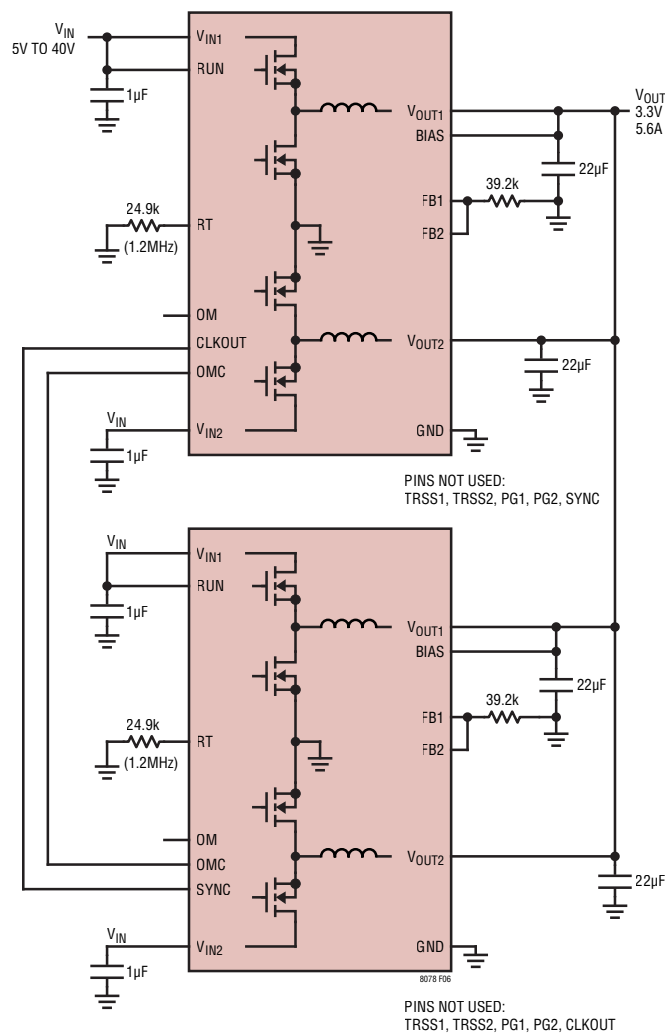 VIN
5V TO 40V
VIN1
RUN
1µF
VOUT1
BIAS
VOUT
3.3V
5.6A
22µF
39.2k
FB1
FB2
24.9k
(1.2MHz)
RT
OM
CLKOUT
OMC
VOUT2
22µF
VIN
VIN2
1µF
GND
PINS NOT USED:
TRSS1, TRSS2, PG1, PG2, SYNC
VIN
VIN1
RUN
1µF
VOUT1
BIAS
22µF
39.2k
FB1
FB2
24.9k
(1.2MHz)
RT
OM
OMC
SYNC
VOUT2
22µF
VIN
VIN2
1µF
GND
8078 F06
PINS NOT USED:
TRSS1, TRSS2, PG1, PG2, CLKOUT